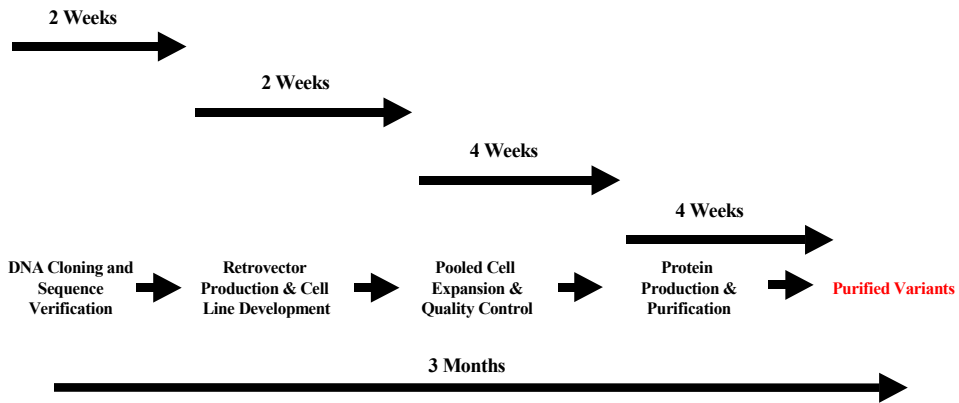 2 Weeks
2 Weeks
4 Weeks
4 Weeks
DNA Cloning and
Sequence
Verification
Retrovector
Production & Cell
Line Development
Pooled Cell
Expansion &
Quality Control
Protein
Production &
Purification
Purified Variants
3 Months